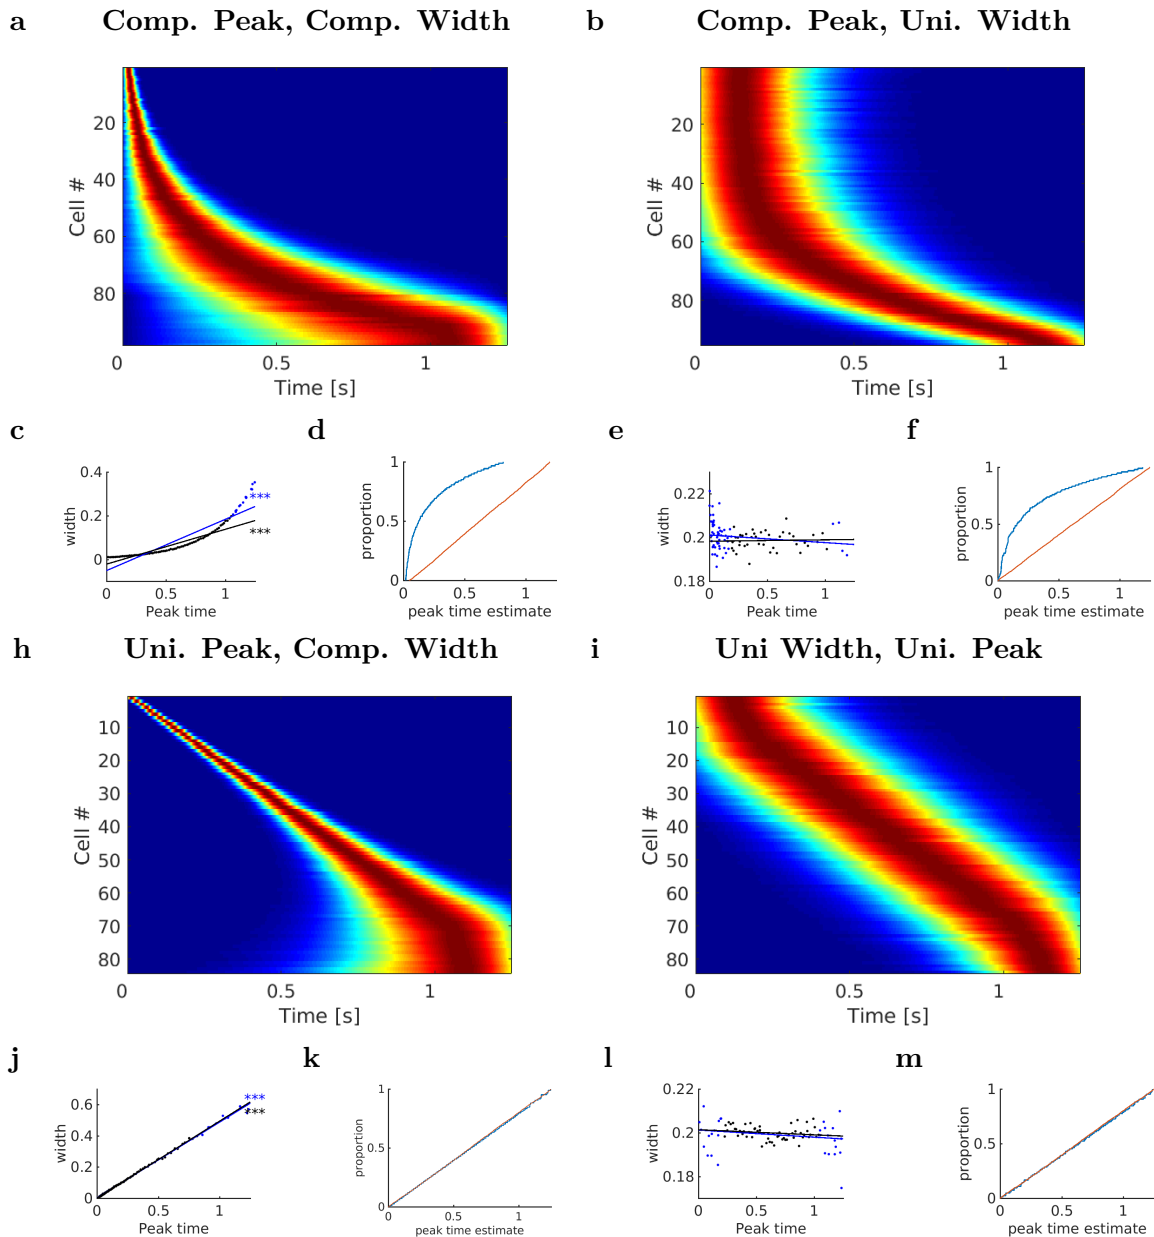 a Comp. Peak, Comp. Width
b Comp. Peak, Uni. Width
20
40
60
80
Cell #
0 0.5 1
Time [s]
20
40
60
80
Cell #
0 0.5 1
Time [s]
c
0.4
0.2
0
width
***
***
0 1
Peak time
d
1
0.5
0
proportion
0.5 1
peak time estimate
e
0.22
0.2
0.18
width
0 0.5 1
Peak time
f
1
0.5
0
proportion
0 0.5 1
peak time estimate
h Uni. Peak, Comp. Width
i Uni Width, Uni. Peak
10
20
30
40
50
60
70
80
Cell #
0 0.5 1
Time [s]
10
20
30
40
50
60
70
80
Cell #
0 0.5 1
Time [s]
j
0.6
0.4
0.2
0
width
***
***
0 0.5 1
Peak time
k
1
0.5
0
proportion
0 0.5 1
peak time estimate
l
0.22
0.2
0.18
width
0 0.5 1
Peak time
m
1
0.5
0
proportion
0 0.5 1
peak time estimate